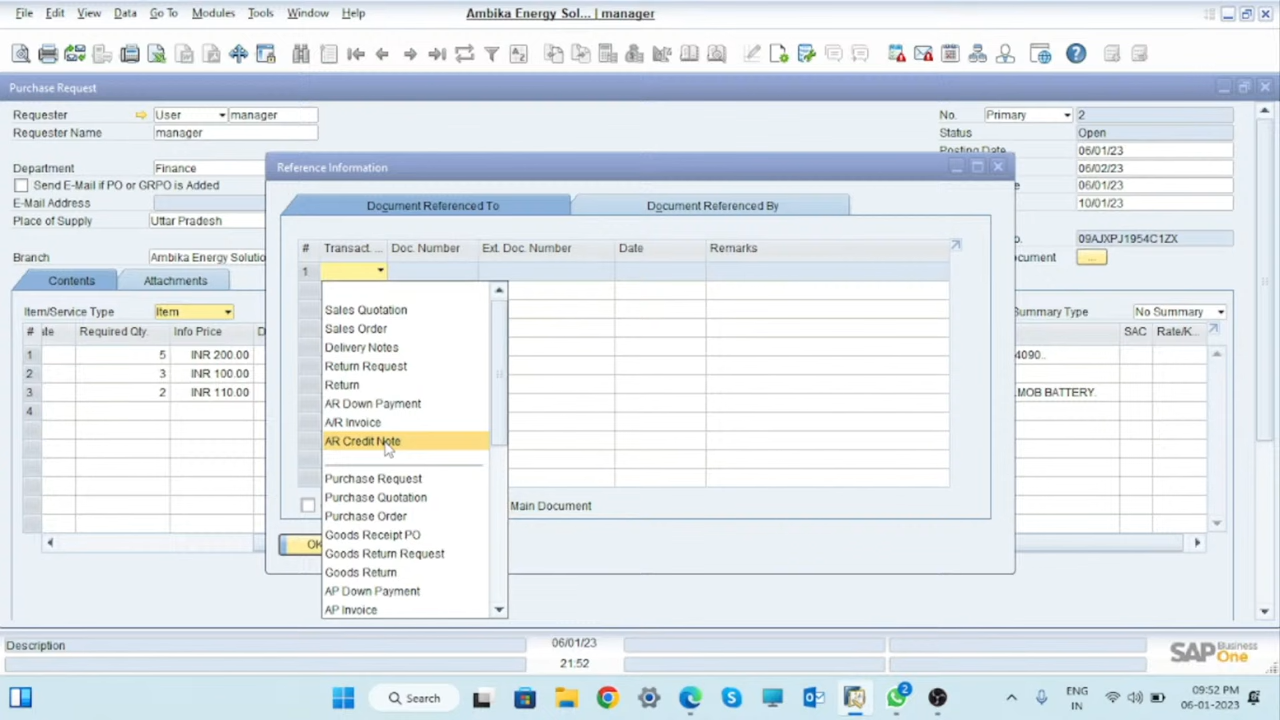 File Edit View Data Go To Modules Tools Window Help
Ambika Energy Sol... | manager
Purchase Request
Requester User manager
Requester Name manager
Department Finance
Send E-Mail if PO or GRPO is Added
E-Mail Address
Place of Supply Uttar Pradesh
Branch Ambika Energy Solutio
No. Primary 2
Status Open
Posting Date 06/01/23
06/02/23
06/01/23
10/01/23
09AJXPJ1954C1ZX
ocument ...
Contents Attachments
Item/Service Type Item
Summary Type No Summary
# Required Qty. Info Price SAC Rate/K...
1 5 INR 200.00 4090..
2 3 INR 100.00
3 2 INR 110.00 MOB BATTERY.
4
Reference Information
Document Referenced To Document Referenced By
# Transact. ... Doc. Number Ext. Doc. Number Date Remarks
1
Sales Quotation
Sales Order
Delivery Notes
Return Request
Return
AR Down Payment
A/R Invoice
AR Credit Note
Purchase Request
Purchase Quotation
Purchase Order
Goods Receipt PO
Goods Return Request
Goods Return
AP Down Payment
AP Invoice
Main Document
OK
Description 06/01/23
21:52
SAP Business One
Search
2
ENG
IN
09:52 PM
06-01-2023